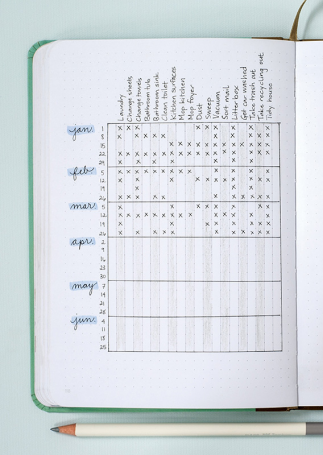 Laundry
Change sheets
Change towels
Bathroom tub
Bathroom sink
Clean toilet
Kitchen surfaces
Mop kitchen
Mop foyer
Dust
Sweep
Vacuum
Sort mail
Litter box
Get car washed
Take trash out
Take recycling out
Tidy house
jan
1
8
15
22
29
feb
5
12
19
26
mar
5
12
19
26
apr
2
9
16
23
30
may
7
14
21
28
jun
4
11
18
25